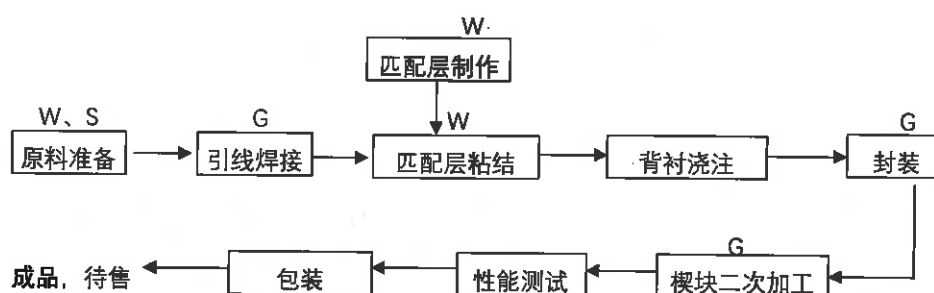 W
匹配层制作
W、S
G
W
G
原料准备
引线焊接
匹配层粘结
背衬浇注
封装
G
成品，待售
包装
性能测试
楔块二次加工